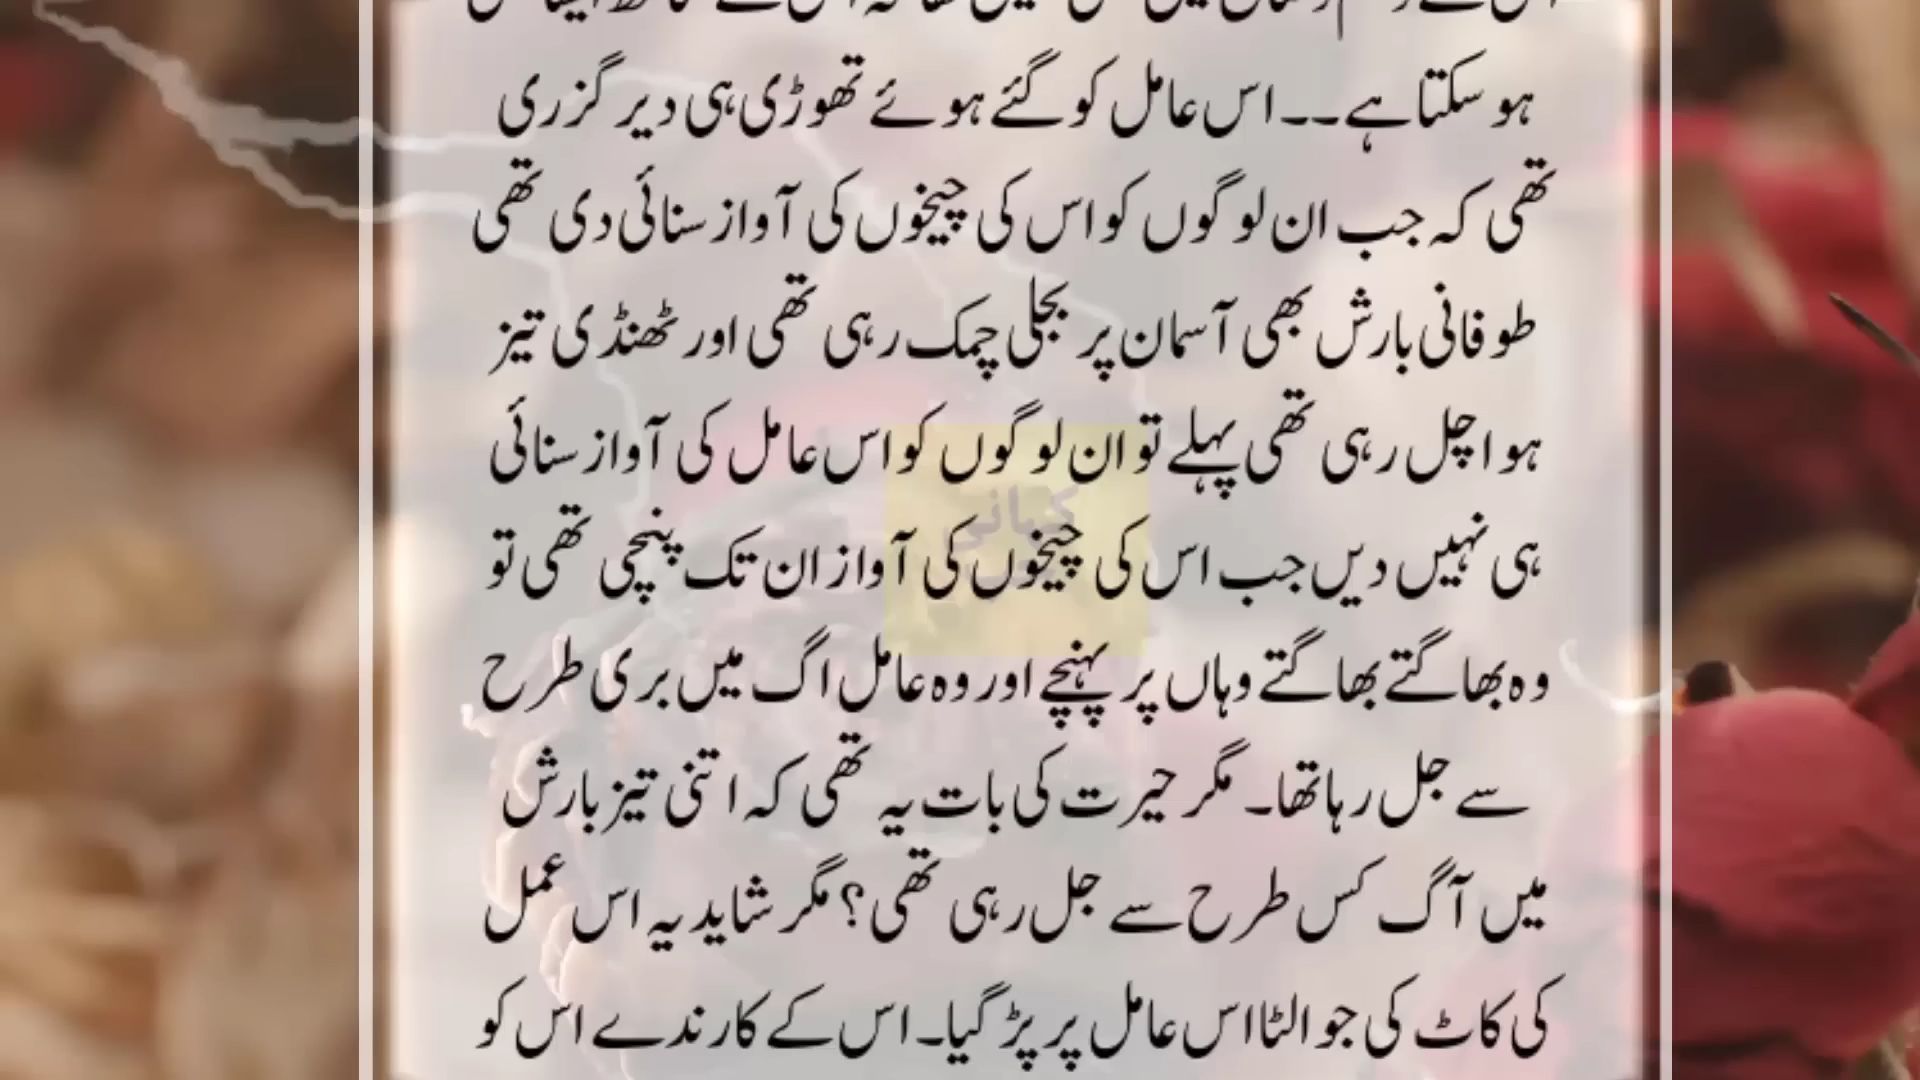 ہو سکتا ہے۔۔۔ اس عامل کو گئے ہوئے تھوڑی ہی دیر گزری
تھی کہ جب ان لوگوں کو اس کی چیخوں کی آواز سنائی دی تھی
طوفانی بارش بھی آسمان پر بجلی چمک رہی تھی اور ٹھنڈی تیز
ہوا چل رہی تھی پہلے تو ان لوگوں کو اس عامل کی آواز سنائی
ہی نہیں دیں جب اس کی چیخوں کی آواز ان تک پہنچی تھی تو
وہ بھاگتے بھاگتے وہاں پر پہنچے اور وہ عامل اگ میں بری طرح
سے جل رہا تھا۔ مگر حیرت کی بات یہ تھی کہ اتنی تیز بارش
میں آگ کس طرح سے جل رہی تھی؟ مگر شاید یہ اس عمل
کی کاٹ کی جو الٹا اس عامل پر پڑ گیا۔ اس کے کارندے اس کو
کہانی